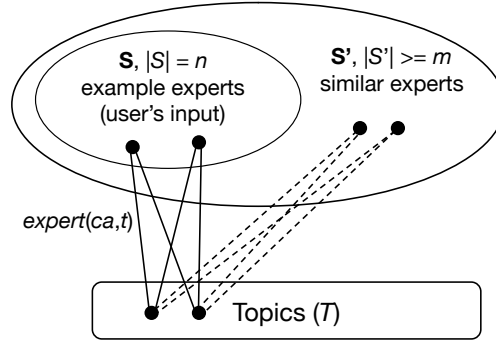 S, |S| = n
example experts
(user's input)
S', |S'| >= m
similar experts
expert(ca,t)
Topics (T)